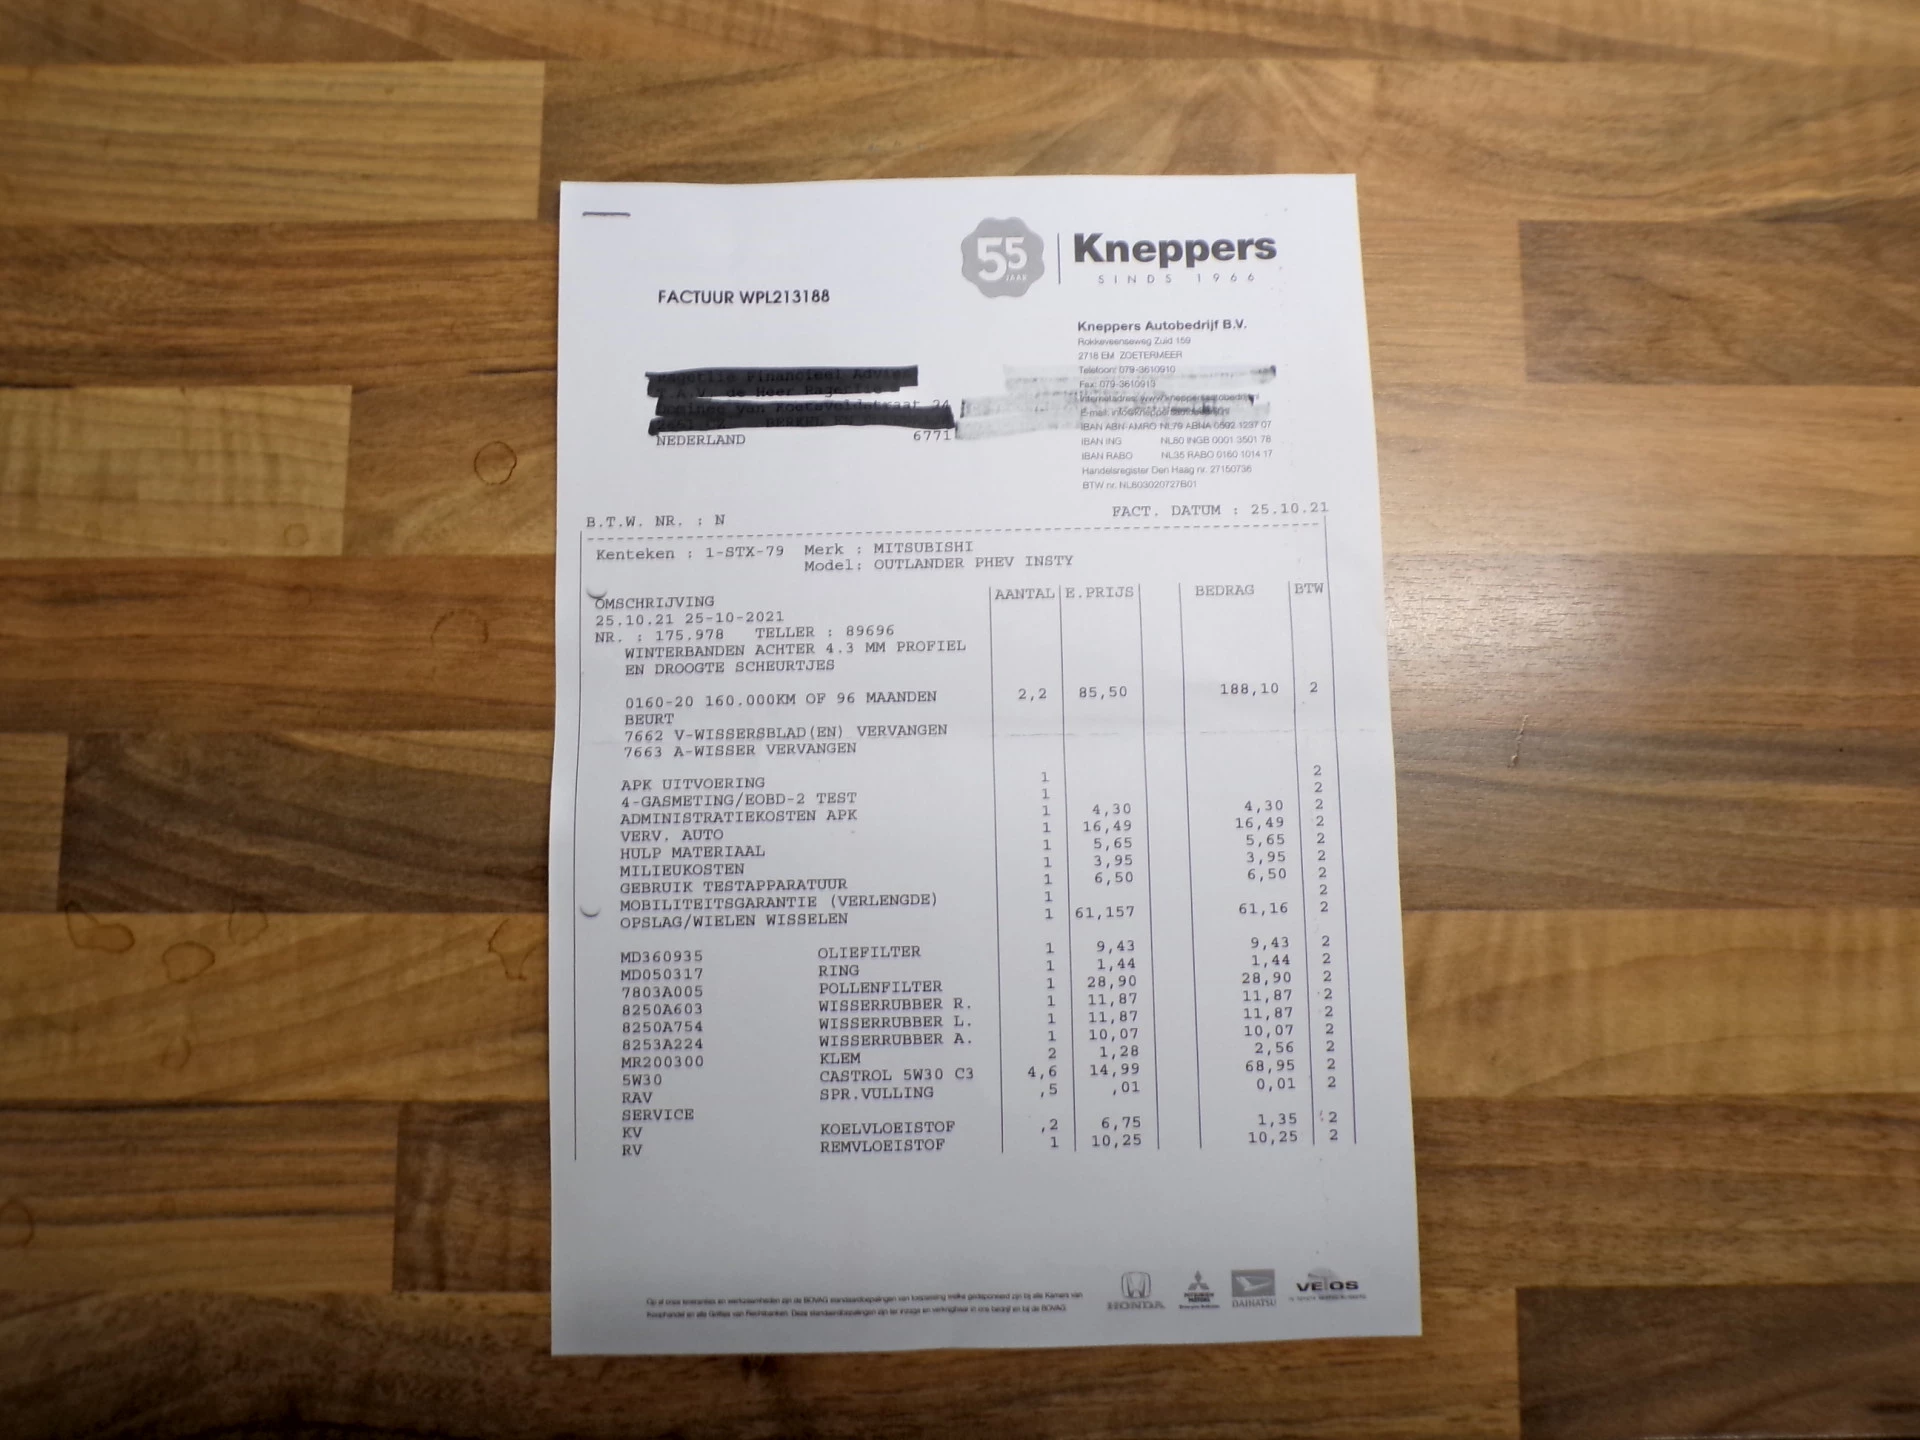 55
JAAR
Kneppers
SINDS 1966
FACTUUR WPL213188
Kneppers Autobedrijf B.V.
Rokkeveenseweg Zuid 159
2718 EM ZOETERMEER
Telefoon: 079-3610910
Fax: 079-3610913
NEDERLAND 6771
IBAN ABN-AMRO NL79 ABNA 0502 1237 07
IBAN ING NL80 INGB 0001 3501 78
IBAN RABO NL35 RABO 0160 1014 17
Handelsregister Den Haag nr. 27150736
BTW nr. NL803020727B01
B.T.W. NR. : N
FACT. DATUM : 25.10.21
Kenteken : 1-STX-79 Merk : MITSUBISHI
Model: OUTLANDER PHEV INSTY
OMSCHRIJVING AANTAL E.PRIJS BEDRAG BTW
25.10.21 25-10-2021
NR. : 175.978 TELLER : 89696
WINTERBANDEN ACHTER 4.3 MM PROFIEL
EN DROOGTE SCHEURTJES
0160-20 160.000KM OF 96 MAANDEN 2,2 85,50 188,10 2
BEURT
7662 V-WISSERSBLAD(EN) VERVANGEN
7663 A-WISSER VERVANGEN
APK UITVOERING 1 2
4-GASMETING/EOBD-2 TEST 1 2
ADMINISTRATIEKOSTEN APK 1 4,30 4,30 2
VERV. AUTO 1 16,49 16,49 2
HULP MATERIAAL 1 5,65 5,65 2
MILIEUKOSTEN 1 3,95 3,95 2
GEBRUIK TESTAPPARATUUR 1 6,50 6,50 2
MOBILITEITSGARANTIE (VERLENGDE) 1 2
OPSLAG/WIELEN WISSELEN 1 61,157 61,16 2
MD360935 OLIEFILTER 1 9,43 9,43 2
MD050317 RING 1 1,44 1,44 2
7803A005 POLLENFILTER 1 28,90 28,90 2
8250A603 WISSERRUBBER R. 1 11,87 11,87 2
8250A754 WISSERRUBBER L. 1 11,87 11,87 2
8253A224 WISSERRUBBER A. 1 10,07 10,07 2
MR200300 KLEM 2 1,28 2,56 2
5W30 CASTROL 5W30 C3 4,6 14,99 68,95 2
RAV SPR.VULLING ,5 ,01 0,01 2
SERVICE
KV KOELVLOEISTOF ,2 6,75 1,35 2
RV REMVLOEISTOF 1 10,25 10,25 2
HONDA
DAIHATSU